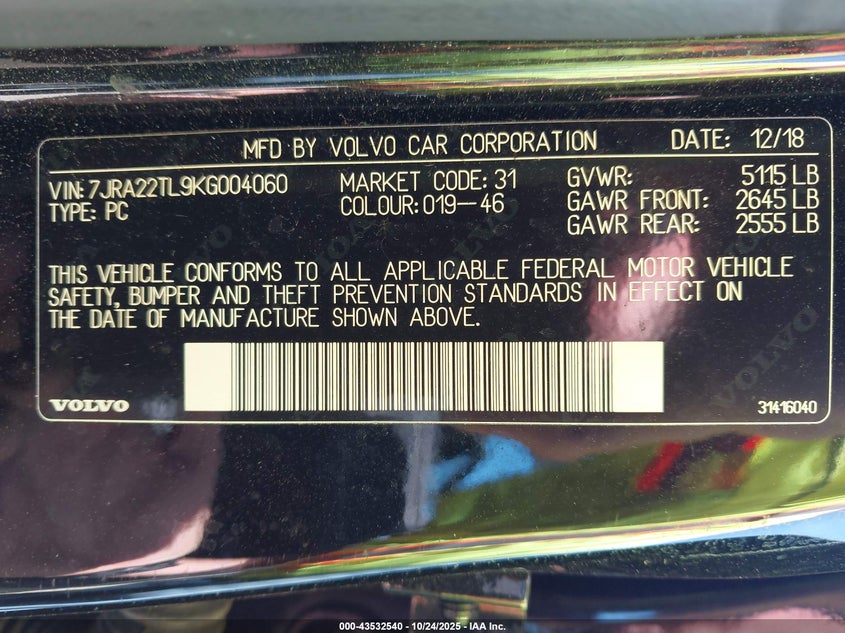 MFD BY VOLVO CAR CORPORATION DATE: 12/18
VIN: 7JRA22TL9KG004060 MARKET CODE: 31 GVWR: 5115 LB
TYPE: PC COLOUR: 019-46 GAWR FRONT: 2645 LB
GAWR REAR: 2555 LB
THIS VEHICLE CONFORMS TO ALL APPLICABLE FEDERAL MOTOR VEHICLE
SAFETY, BUMPER AND THEFT PREVENTION STANDARDS IN EFFECT ON
THE DATE OF MANUFACTURE SHOWN ABOVE.
VOLVO 31416040
VOLVO
000-43532540 - 10/24/2025 - IAA Inc.